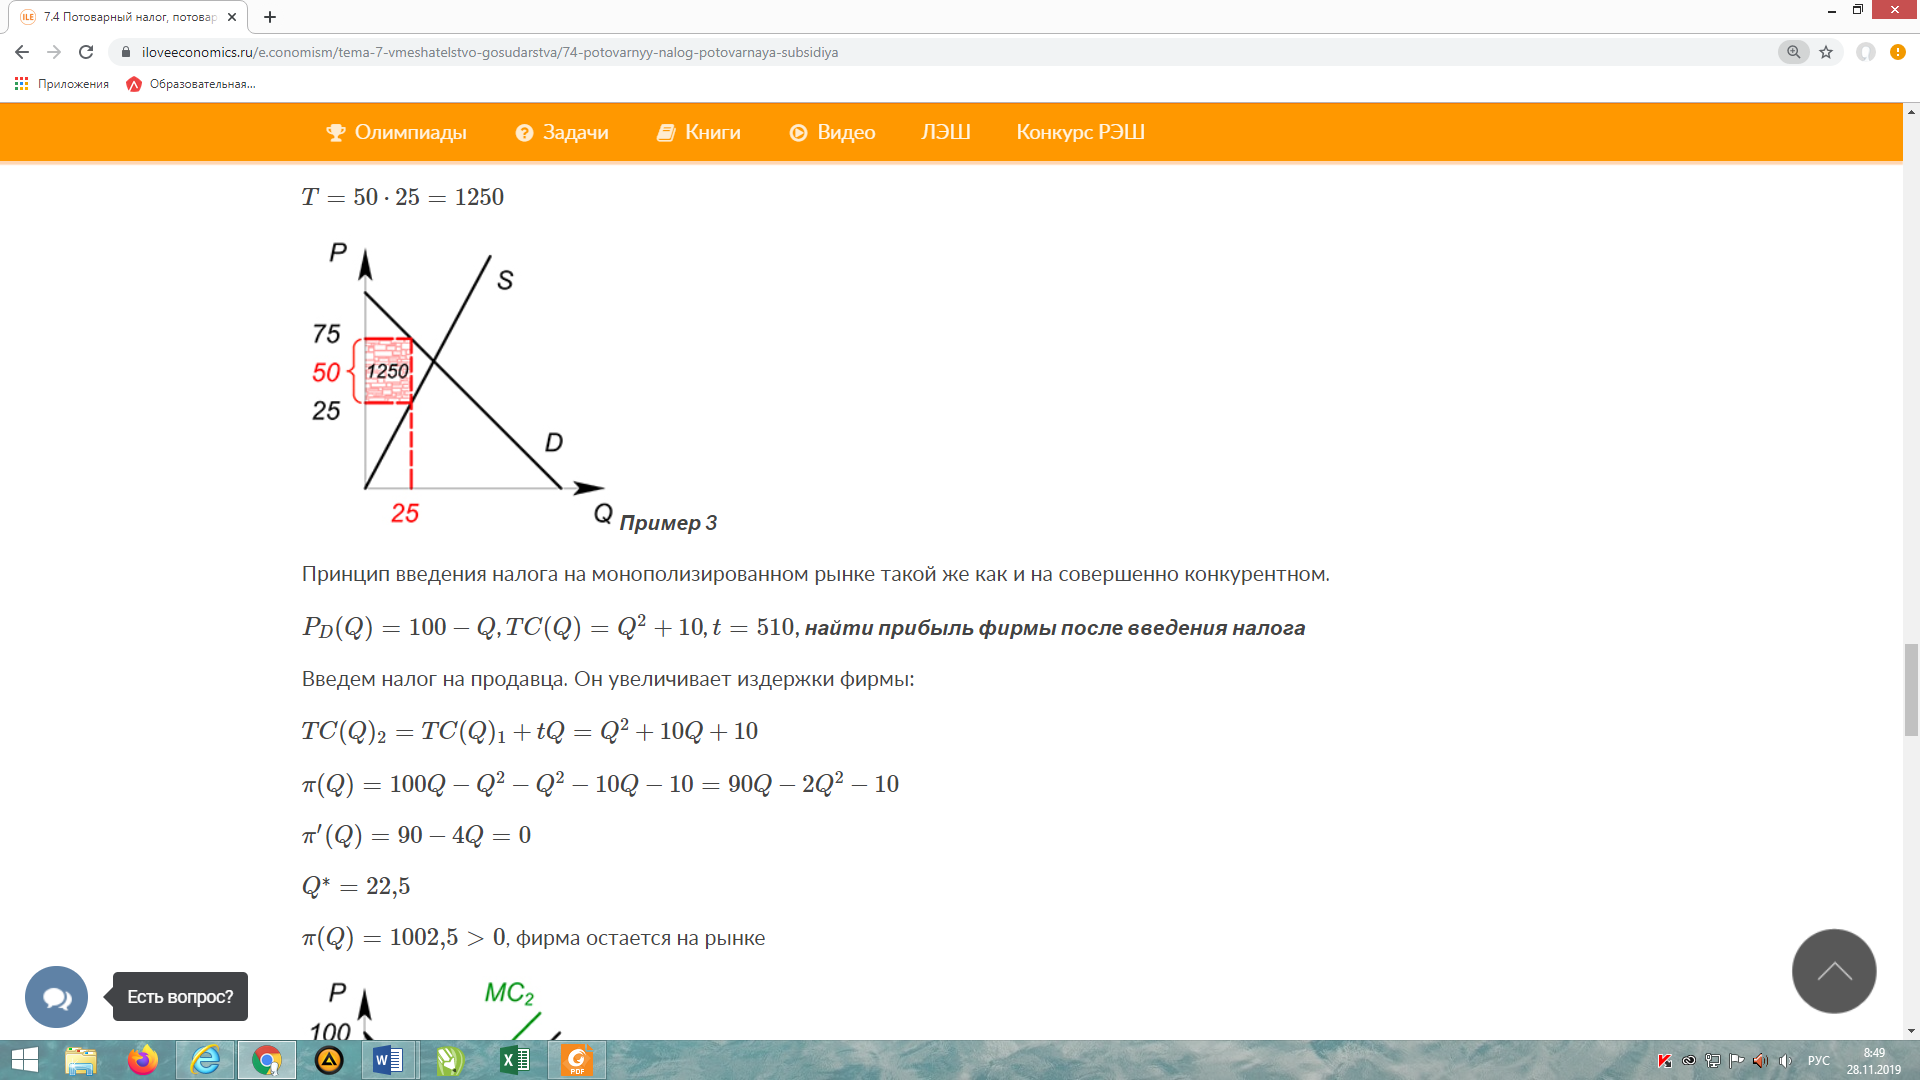 7.4 Потоварный налог, потовар
iloveeconomics.ru/e.conomism/tema-7-vmeshatelstvo-gosudarstva/74-potovarnyy-nalog-potovarnaya-subsidiya
Приложения Образовательная...
Олимпиады Задачи Книги Видео ЛЭШ Конкурс РЭШ
T = 50 · 25 = 1250
P
S
75
50 1250
25
D
25
Q Пример 3
Принцип введения налога на монополизированном рынке такой же как и на совершенно конкурентном.
P_D(Q) = 100 − Q, TC(Q) = Q² + 10, t = 510, найти прибыль фирмы после введения налога
Введем налог на продавца. Он увеличивает издержки фирмы:
TC(Q)₂ = TC(Q)₁ + tQ = Q² + 10Q + 10
π(Q) = 100Q − Q² − Q² − 10Q − 10 = 90Q − 2Q² − 10
π′(Q) = 90 − 4Q = 0
Q* = 22,5
π(Q) = 1002,5 > 0, фирма остается на рынке
Есть вопрос?
P MC₂
100
РУС 8:49
28.11.2019